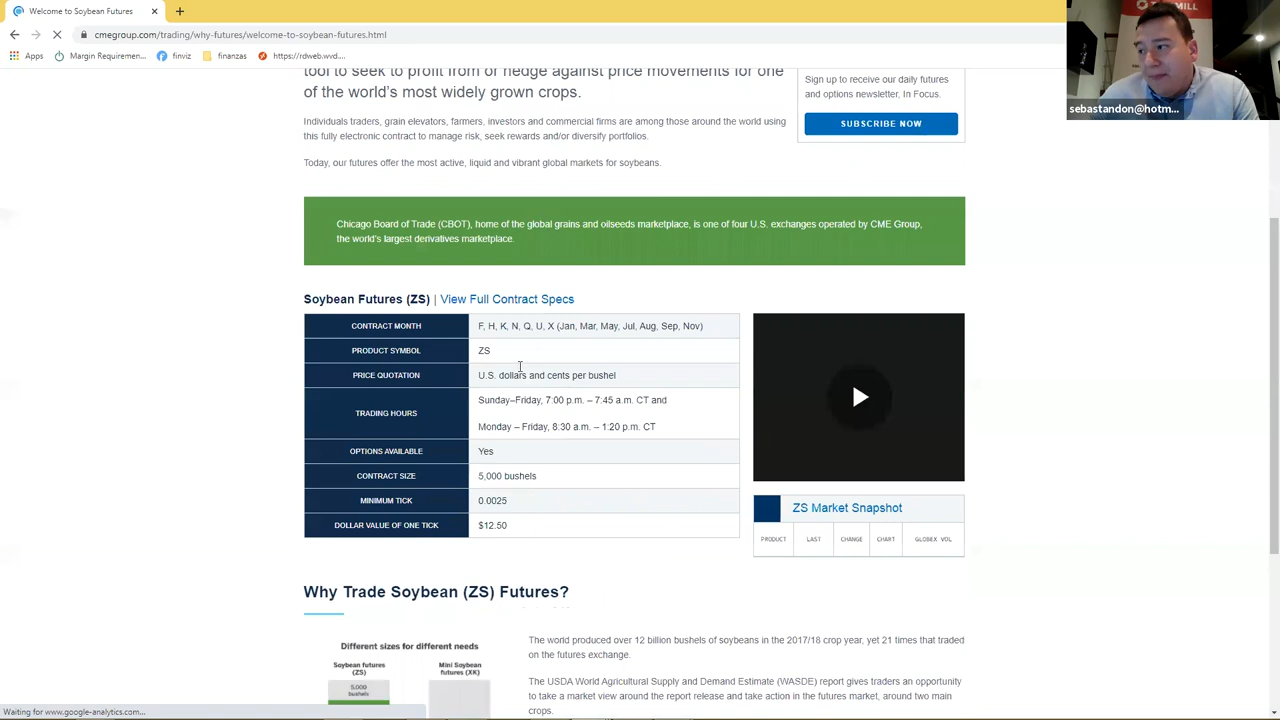 Welcome to Soybean Futures
cmegroup.com/trading/why-futures/welcome-to-soybean-futures.html
Apps
Margin Requiremen...
finviz
finanzas
https://rdweb.wvd....
sebastandon@hotm...
tool to seek to profit from or hedge against price movements for one
of the world's most widely grown crops.
Individuals traders, grain elevators, farmers, investors and commercial firms are among those around the world using
this fully electronic contract to manage risk, seek rewards and/or diversify portfolios.
Today, our futures offer the most active, liquid and vibrant global markets for soybeans.
Sign up to receive our daily futures
and options newsletter, In Focus.
SUBSCRIBE NOW
Chicago Board of Trade (CBOT), home of the global grains and oilseeds marketplace, is one of four U.S. exchanges operated by CME Group,
the world's largest derivatives marketplace.
Soybean Futures (ZS) | View Full Contract Specs
CONTRACT MONTH F, H, K, N, Q, U, X (Jan, Mar, May, Jul, Aug, Sep, Nov)
PRODUCT SYMBOL ZS
PRICE QUOTATION U.S. dollars and cents per bushel
TRADING HOURS Sunday–Friday, 7:00 p.m. – 7:45 a.m. CT and
Monday – Friday, 8:30 a.m. – 1:20 p.m. CT
OPTIONS AVAILABLE Yes
CONTRACT SIZE 5,000 bushels
MINIMUM TICK 0.0025
DOLLAR VALUE OF ONE TICK $12.50
ZS Market Snapshot
PRODUCT LAST CHANGE CHART GLOBEX VOL
Why Trade Soybean (ZS) Futures?
Different sizes for different needs
Soybean futures
(ZS)
5,000
bushels
Mini Soybean
futures (XK)
The world produced over 12 billion bushels of soybeans in the 2017/18 crop year, yet 21 times that traded
on the futures exchange.
The USDA World Agricultural Supply and Demand Estimate (WASDE) report gives traders an opportunity
to take a market view around the report release and take action in the futures market, around two main
crops.
Waiting for www.google-analytics.com...